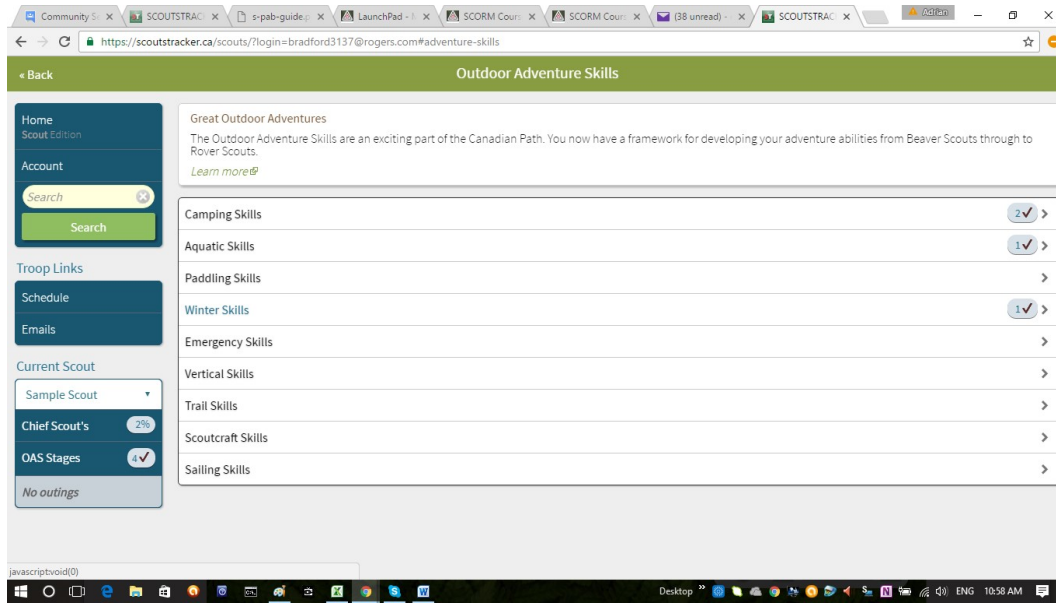 Community S
SCOUTSTRAC
s-pab-guide.p
LaunchPad - N
SCORM Cours
SCORM Cours
(38 unread) -
SCOUTSTRAC
Adrian
https://scoutstracker.ca/scouts/?login=bradford3137@rogers.com#adventure-skills
« Back
Outdoor Adventure Skills
Home
Scout Edition
Account
Search
Search
Troop Links
Schedule
Emails
Current Scout
Sample Scout
Chief Scout's 2%
OAS Stages 4
No outings
Great Outdoor Adventures
The Outdoor Adventure Skills are an exciting part of the Canadian Path. You now have a framework for developing your adventure abilities from Beaver Scouts through to
Rover Scouts.
Learn more
Camping Skills 2
Aquatic Skills 1
Paddling Skills
Winter Skills 1
Emergency Skills
Vertical Skills
Trail Skills
Scoutcraft Skills
Sailing Skills
javascript:void(0)
Desktop ENG 10:58 AM